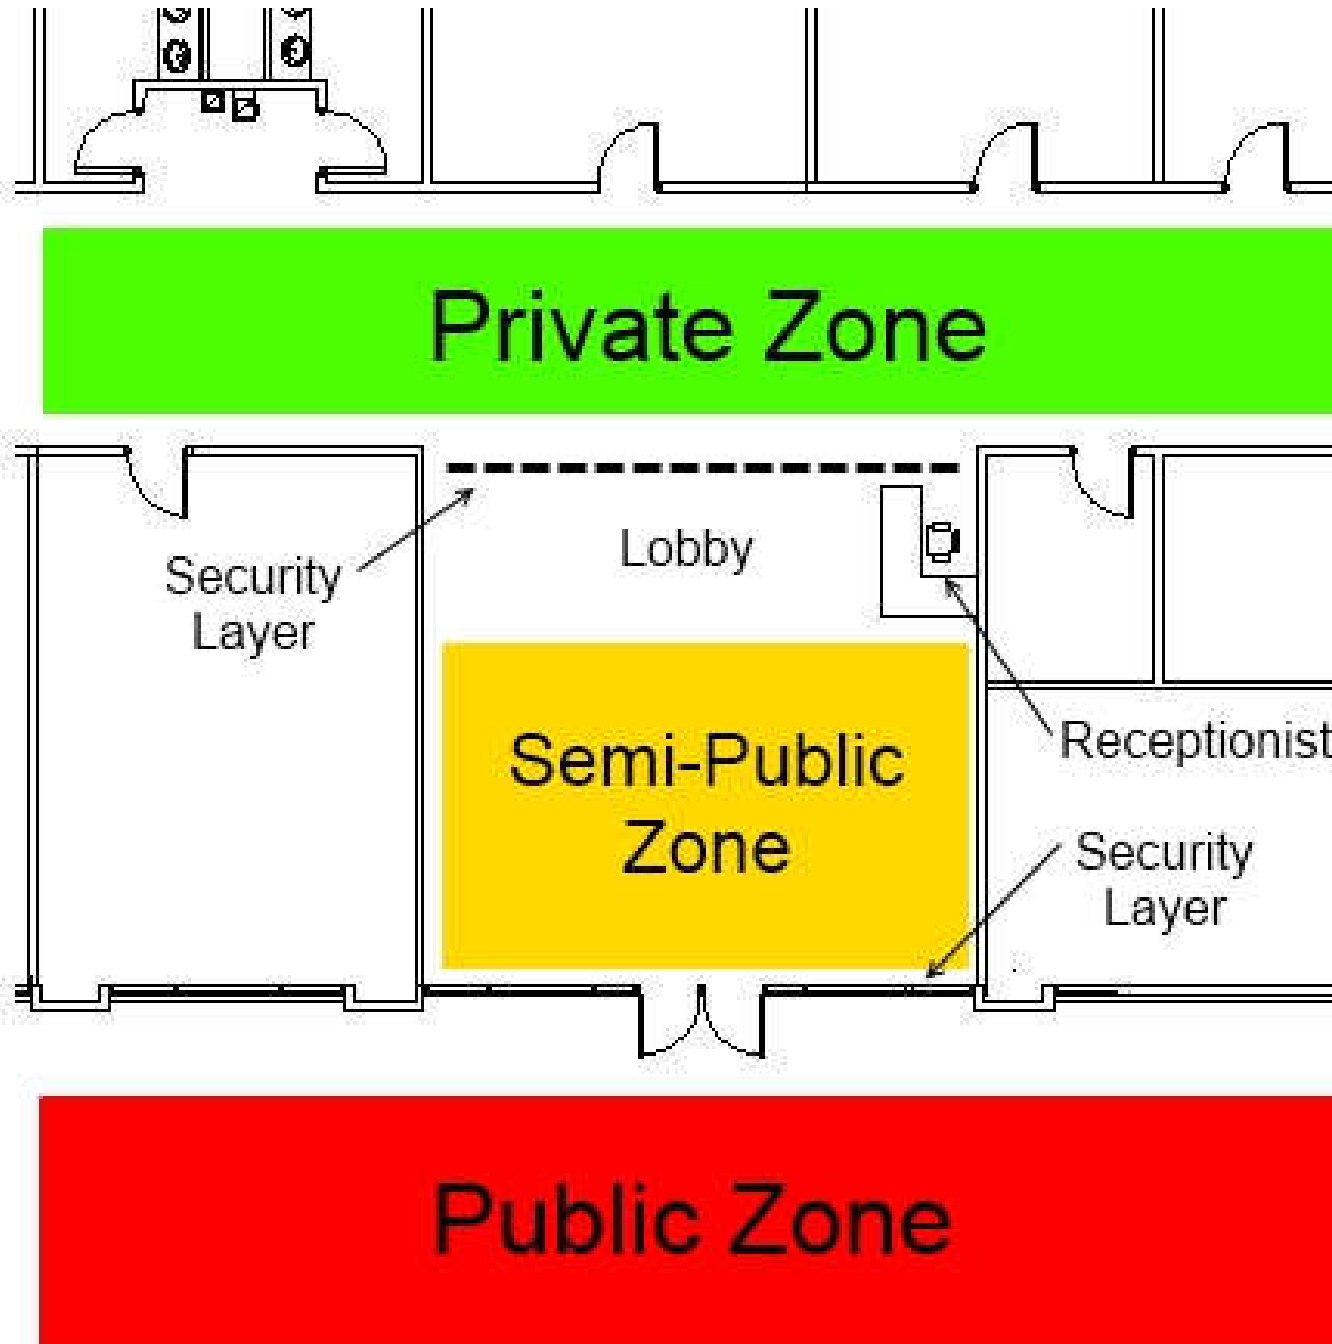 Private Zone
Lobby
Security
Layer
Receptionist
Semi-Public
Zone
Security
Layer
Public Zone